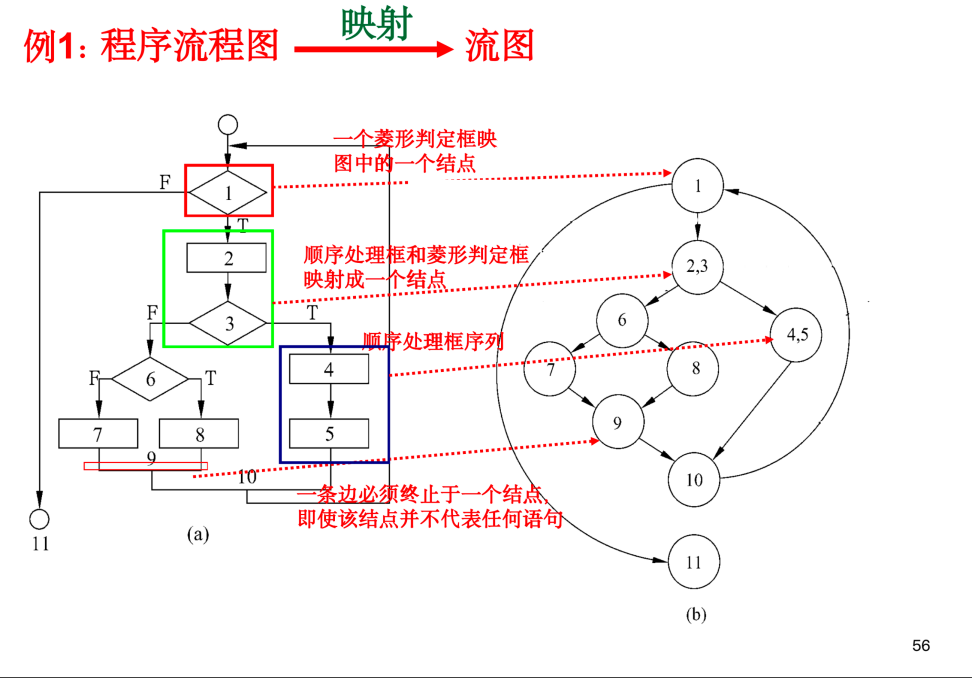 映射
例1：程序流程图 流图
一个菱形判定框映
图中的一个结点
1
F
1
T
2
顺序处理框和菱形判定框
映射成一个结点
2,3
F
3
T
顺序处理框序列
6
4,5
F
6
T
4
7
8
7
8
5
9
9
10
10
一条边必须终止于一个结点,
即使该结点并不代表任何语句
11
(a)
11
(b)
56